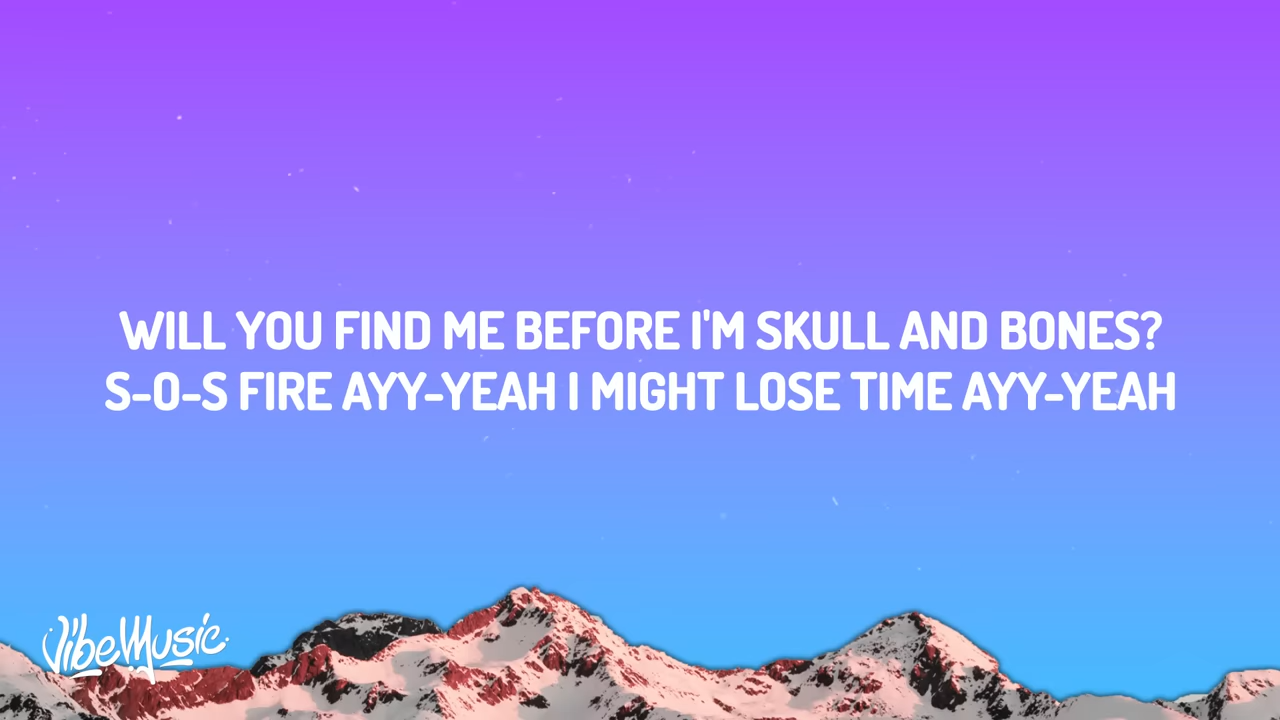 WILL YOU FIND ME BEFORE I'M SKULL AND BONES?
S-O-S FIRE AYY-YEAH I MIGHT LOSE TIME AYY-YEAH
VibeMusic